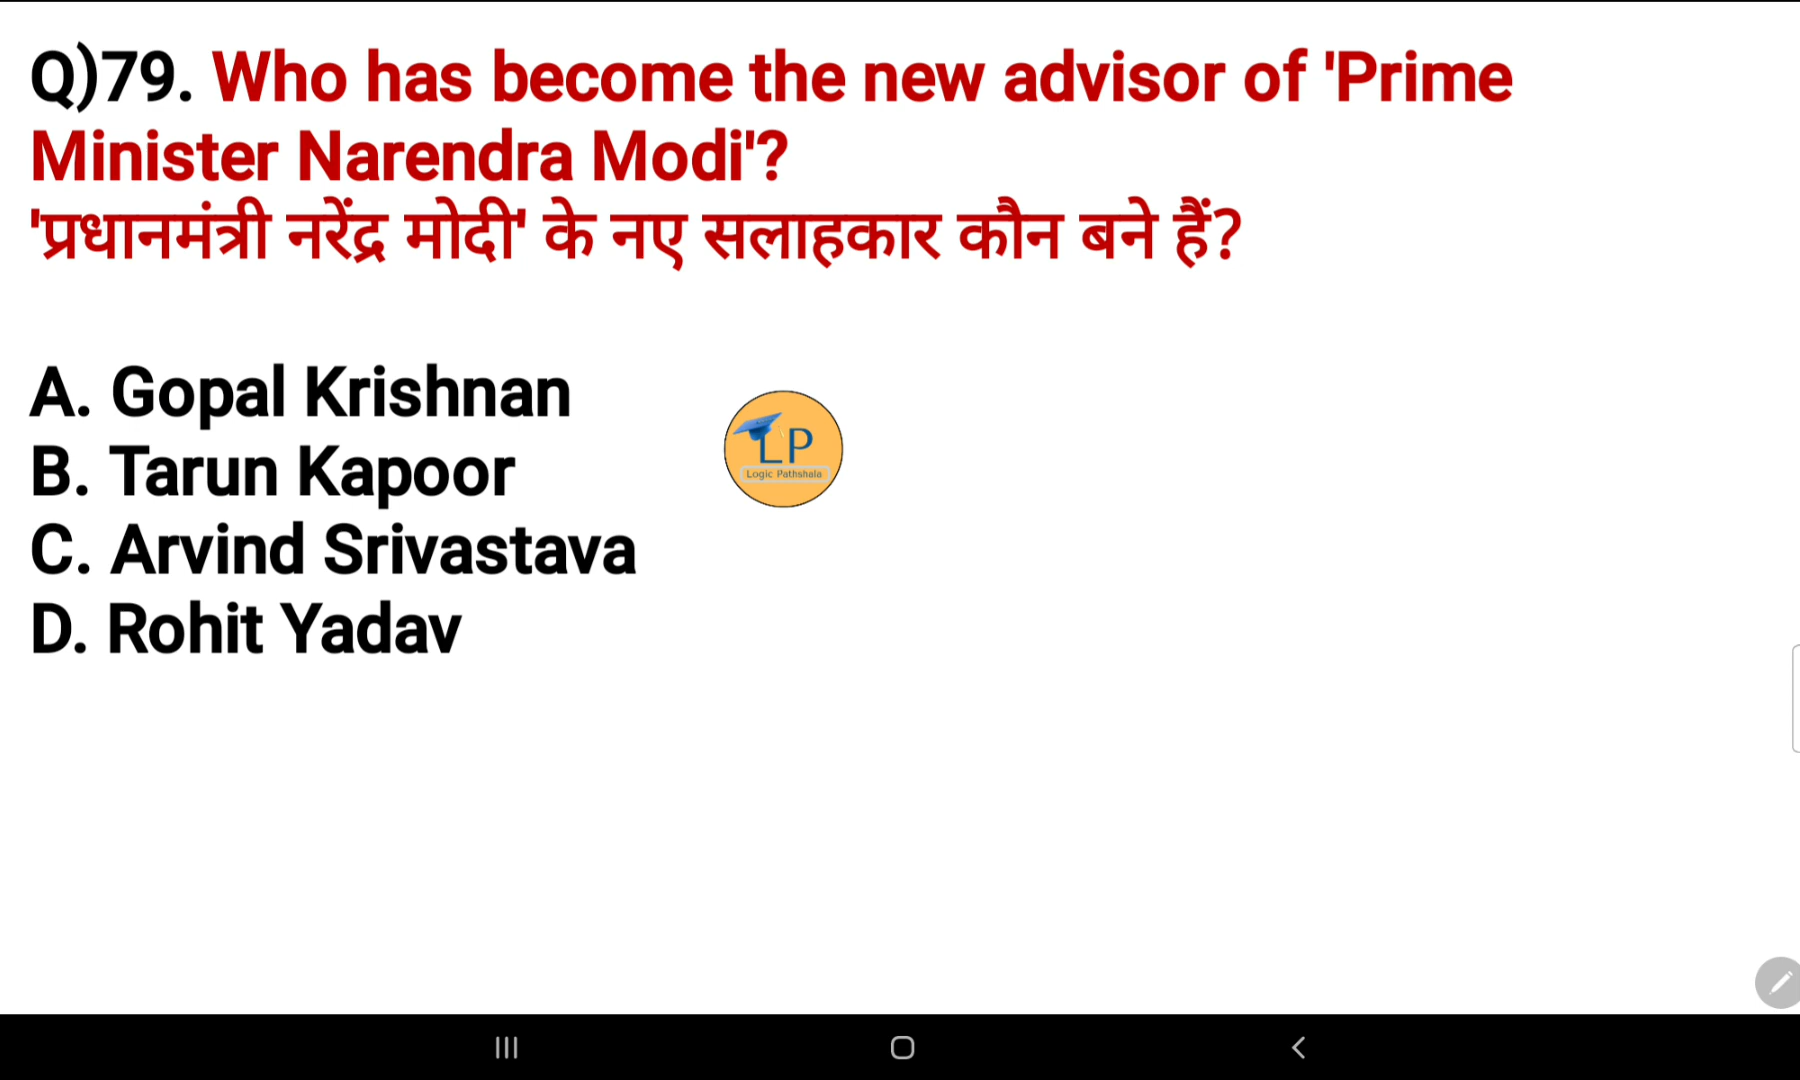 Q)79. Who has become the new advisor of 'Prime
Minister Narendra Modi'?
'प्रधानमंत्री नरेंद्र मोदी' के नए सलाहकार कौन बने हैं?
A. Gopal Krishnan
B. Tarun Kapoor
C. Arvind Srivastava
D. Rohit Yadav
LP
Logic Pathshala